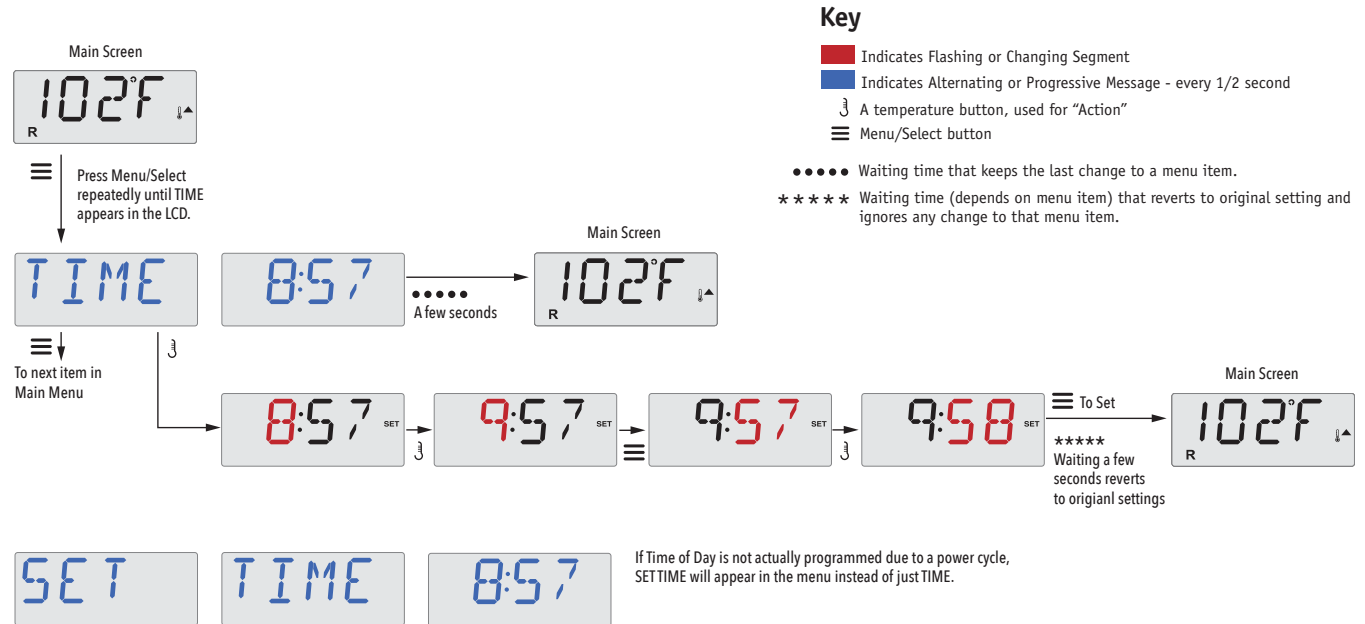 Key
Indicates Flashing or Changing Segment
Indicates Alternating or Progressive Message - every 1/2 second
A temperature button, used for “Action”
Menu/Select button
Waiting time that keeps the last change to a menu item.
***** Waiting time (depends on menu item) that reverts to original setting and
ignores any change to that menu item.
Main Screen
102°F
R
Press Menu/Select
repeatedly until TIME
appears in the LCD.
TIME
8:57
A few seconds
Main Screen
102°F
R
To next item in
Main Menu
8:57 SET
9:57 SET
9:57 SET
9:58 SET
To Set
*****
Waiting a few
seconds reverts
to origianl settings
Main Screen
102°F
R
SET
TIME
8:57
If Time of Day is not actually programmed due to a power cycle,
SET TIME will appear in the menu instead of just TIME.